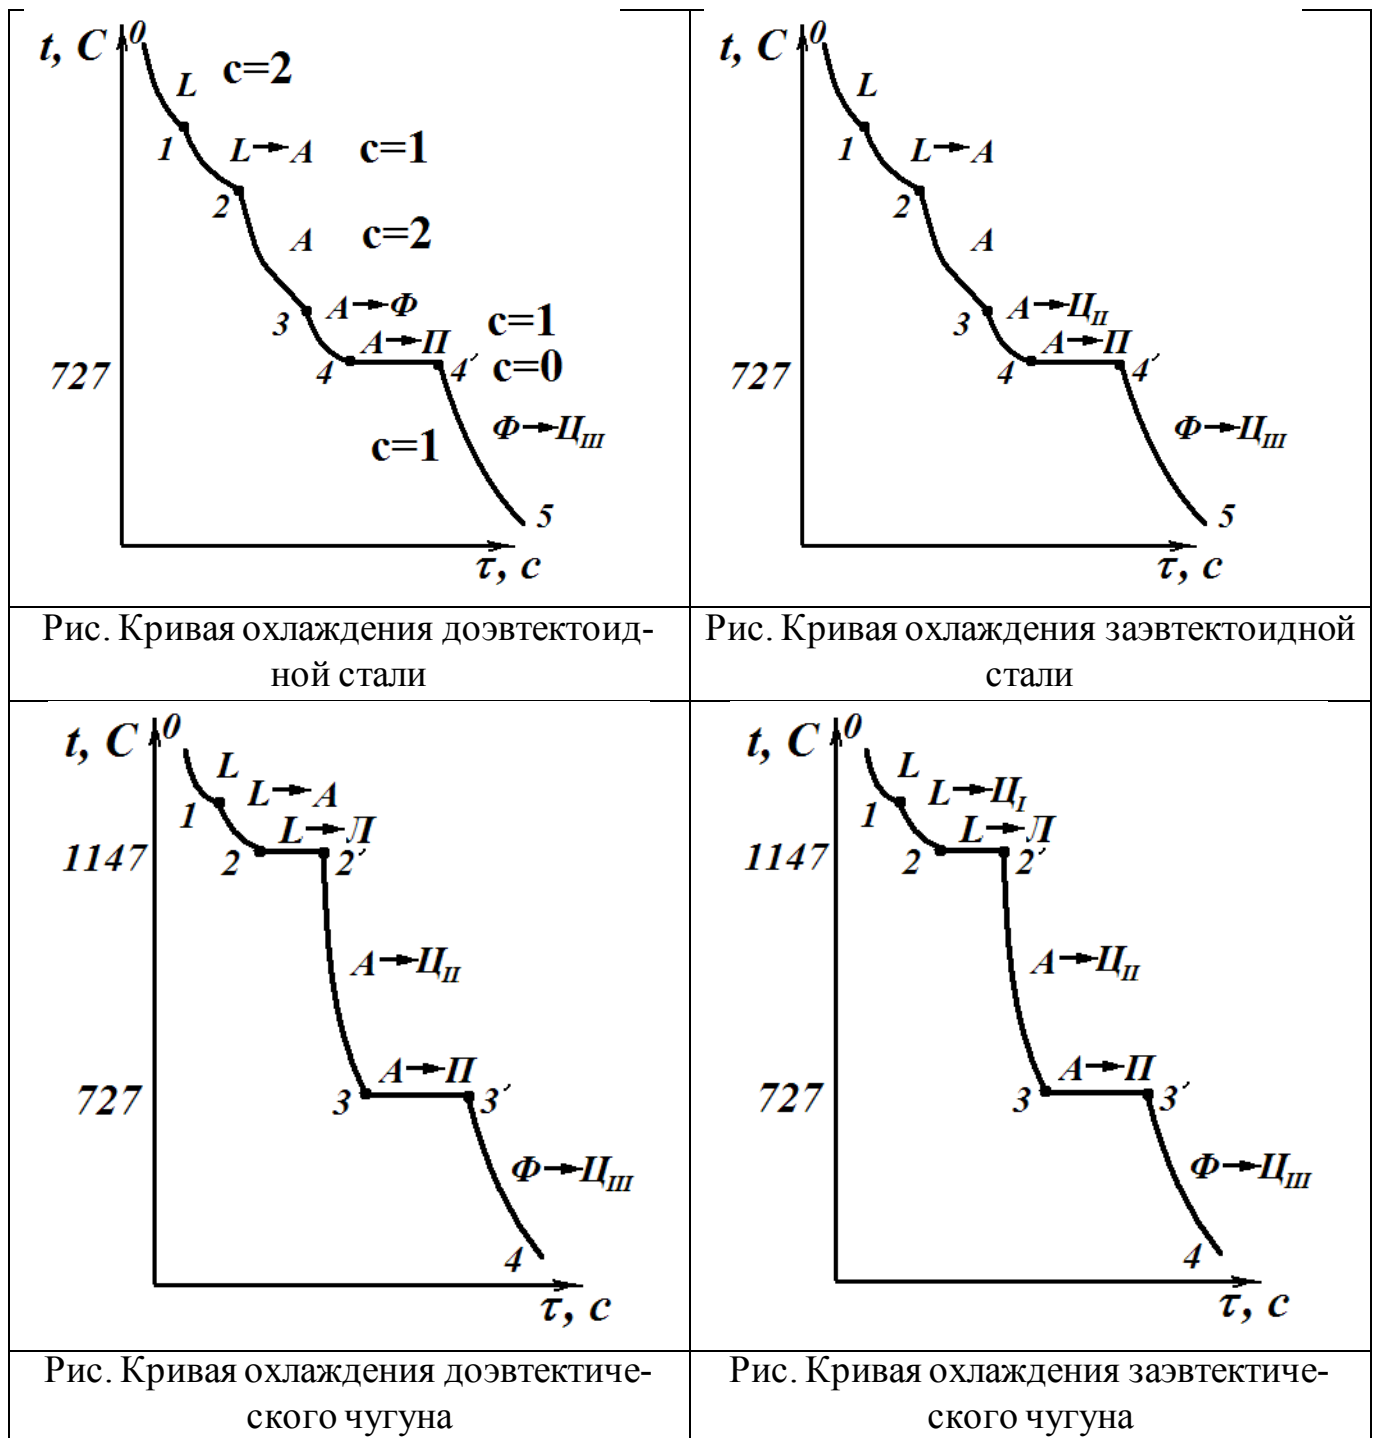 t, C
0
L
c=2
1
L→A
c=1
2
A
c=2
3
A→Ф
c=1
A→П
727
4
4′
c=0
Ф→ЦIII
c=1
5
τ, c
Рис. Кривая охлаждения доэвтектоид-
ной стали
t, C
0
L
1
L→A
2
A
3
A→ЦII
A→П
727
4
4′
Ф→ЦIII
5
τ, c
Рис. Кривая охлаждения заэвтектоидной
стали
t, C
0
L
1
L→A
L→Л
1147
2
2′
A→ЦII
A→П
727
3
3′
Ф→ЦIII
4
τ, c
Рис. Кривая охлаждения доэвтектиче-
ского чугуна
t, C
0
L
1
L→ЦI
L→Л
1147
2
2′
A→ЦII
A→П
727
3
3′
Ф→ЦIII
4
τ, c
Рис. Кривая охлаждения заэвтектиче-
ского чугуна